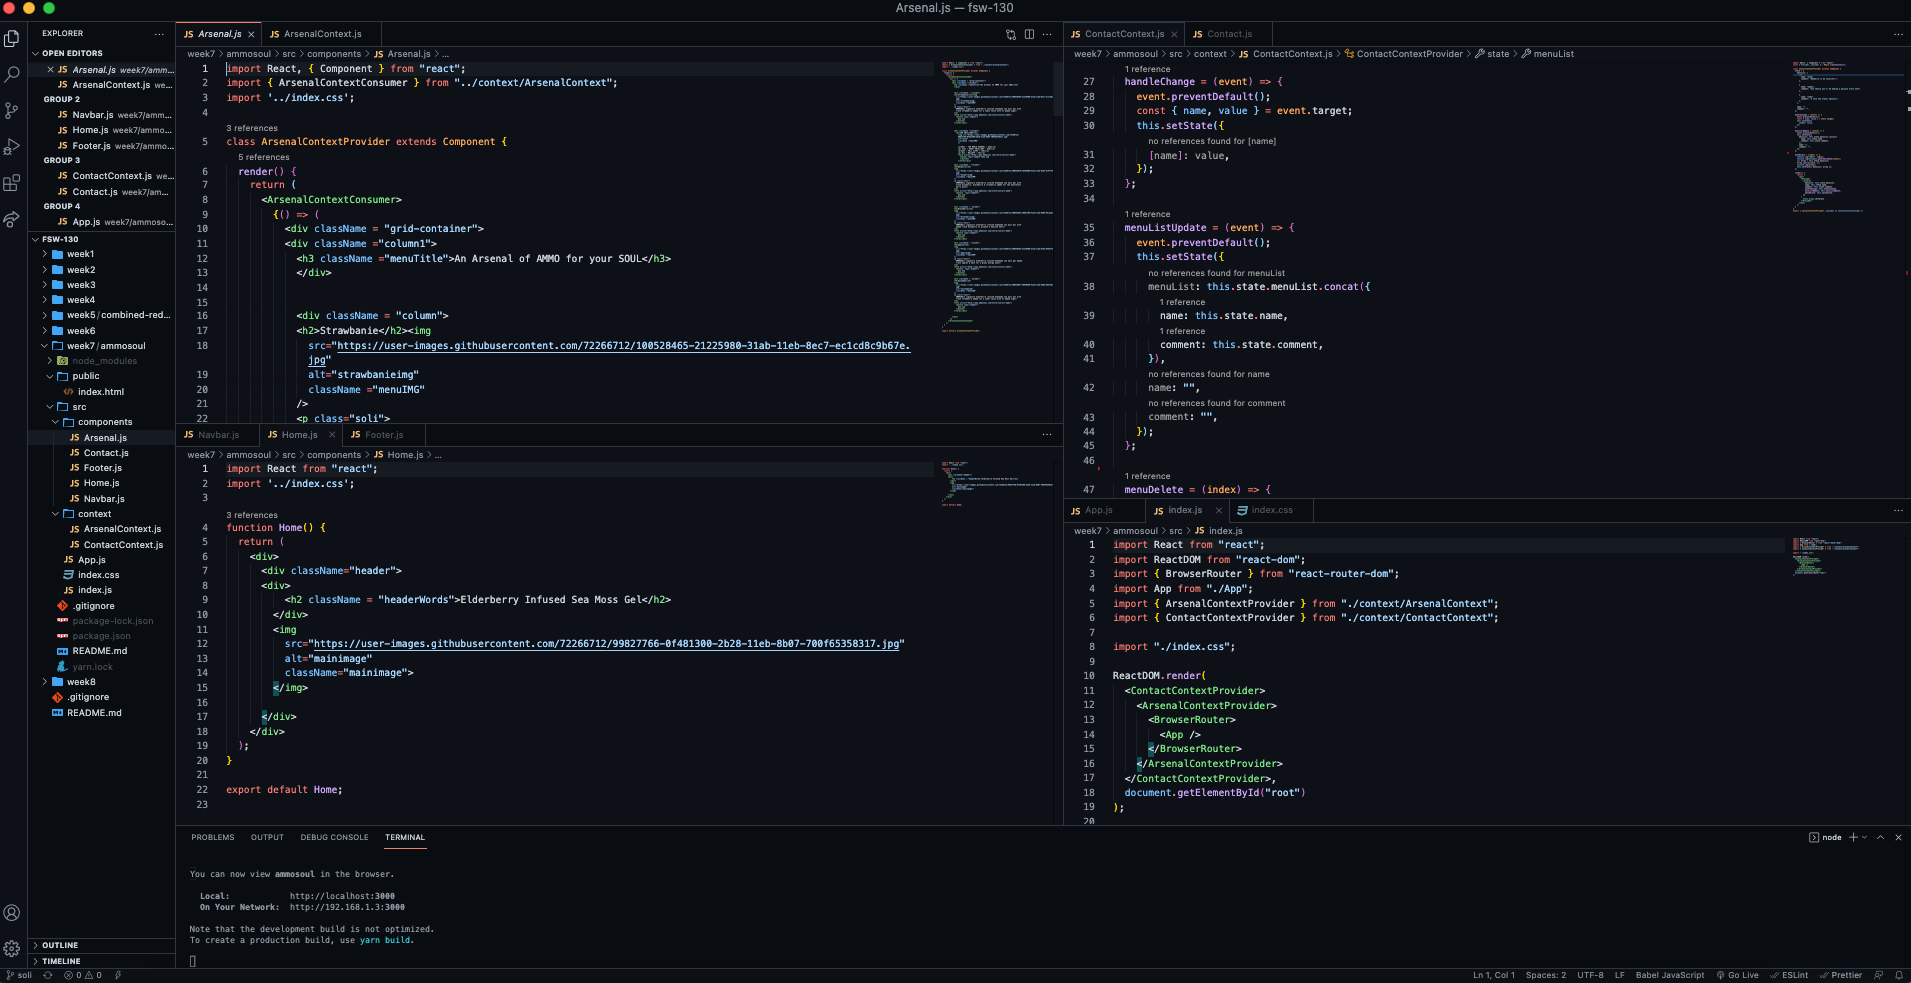 Arsenal.js — fsw-130
EXPLORER
OPEN EDITORS
JS Arsenal.js week7/amm...
JS ArsenalContext.js we...
GROUP 2
JS Navbar.js week7/ammo...
JS Home.js week7/ammo...
JS Footer.js week7/amm...
GROUP 3
JS ContactContext.js week7...
JS Contact.js week7/am...
GROUP 4
JS App.js week7/ammoso...
FSW-130
week1
week2
week3
week4
week5/combined-red...
week6
week7/ammosoul
node_modules
public
index.html
src
components
JS Arsenal.js
JS Contact.js
JS Footer.js
JS Home.js
JS Navbar.js
context
JS ArsenalContext.js
JS ContactContext.js
JS App.js
index.css
JS index.js
.gitignore
package-lock.json
package.json
README.md
yarn.lock
week8
.gitignore
README.md
OUTLINE
TIMELINE
JS Arsenal.js JS ArsenalContext.js
week7 > ammosoul > src > components > JS Arsenal.js > ...
1 import React, { Component } from "react";
2 import { ArsenalContextConsumer } from "../context/ArsenalContext";
3 import '../index.css';
4
3 references
5 class ArsenalContextProvider extends Component {
5 references
6 render() {
7 return (
8 <ArsenalContextConsumer>
9 {() => (
10 <div className = "grid-container">
11 <div className ="column1">
12 <h3 className ="menuTitle">An Arsenal of AMMO for your SOUL</h3>
13 </div>
14
15
16 <div className = "column">
17 <h2>Strawbanie</h2><img
18 src="https://user-images.githubusercontent.com/72266712/100528465-21225980-31ab-11eb-8ec7-ec1cd8c9b67e.
jpg"
19 alt="strawbanieimg"
20 className ="menuIMG"
21 />
22 <p class="soli">
JS Navbar.js JS Home.js JS Footer.js
week7 > ammosoul > src > components > JS Home.js > ...
1 import React from "react";
2 import '../index.css';
3
3 references
4 function Home() {
5 return (
6 <div>
7 <div className="header">
8 <div>
9 <h2 className = "headerWords">Elderberry Infused Sea Moss Gel</h2>
10 </div>
11 <img
12 src="https://user-images.githubusercontent.com/72266712/99827766-0f481300-2b28-11eb-8b07-700f65358317.jpg"
13 alt="mainimage"
14 className="mainimage">
15 </img>
16
17 </div>
18 </div>
19 );
20 }
21
22 export default Home;
23
JS ContactContext.js JS Contact.js
week7 > ammosoul > src > context > JS ContactContext.js > ContactContextProvider > state > menuList
1 reference
27 handleChange = (event) => {
28 event.preventDefault();
29 const { name, value } = event.target;
30 this.setState({
no references found for [name]
31 [name]: value,
32 });
33 };
34
1 reference
35 menuListUpdate = (event) => {
36 event.preventDefault();
37 this.setState({
no references found for menuList
38 menuList: this.state.menuList.concat({
1 reference
39 name: this.state.name,
1 reference
40 comment: this.state.comment,
41 }),
no references found for name
42 name: "",
no references found for comment
43 comment: "",
44 });
45 };
46
1 reference
47 menuDelete = (index) => {
JS App.js JS index.js index.css
week7 > ammosoul > src > JS index.js
1 import React from "react";
2 import ReactDOM from "react-dom";
3 import { BrowserRouter } from "react-router-dom";
4 import App from "./App";
5 import { ArsenalContextProvider } from "./context/ArsenalContext";
6 import { ContactContextProvider } from "./context/ContactContext";
7
8 import "./index.css";
9
10 ReactDOM.render(
11 <ContactContextProvider>
12 <ArsenalContextProvider>
13 <BrowserRouter>
14 <App />
15 </BrowserRouter>
16 </ArsenalContextProvider>
17 </ContactContextProvider>,
18 document.getElementById("root")
19 );
20
PROBLEMS OUTPUT DEBUG CONSOLE TERMINAL
node
You can now view ammosoul in the browser.
Local: http://localhost:3000
On Your Network: http://192.168.1.3:3000
Note that the development build is not optimized.
To create a production build, use yarn build.
soli 0 0
Ln 1, Col 1 Spaces: 2 UTF-8 LF Babel JavaScript Go Live ESLint Prettier